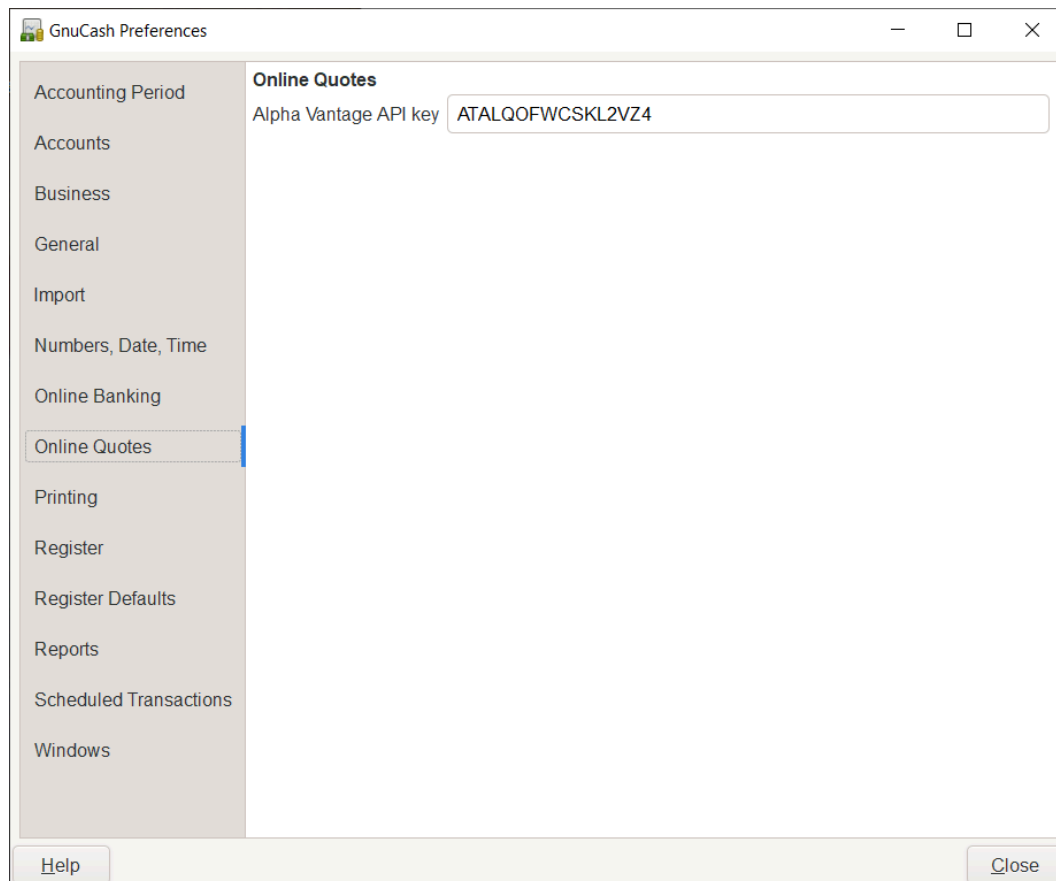 GnuCash Preferences
Accounting Period
Accounts
Business
General
Import
Numbers, Date, Time
Online Banking
Online Quotes
Printing
Register
Register Defaults
Reports
Scheduled Transactions
Windows
Online Quotes
Alpha Vantage API key ATALQOFWCSKL2VZ4
Help
Close